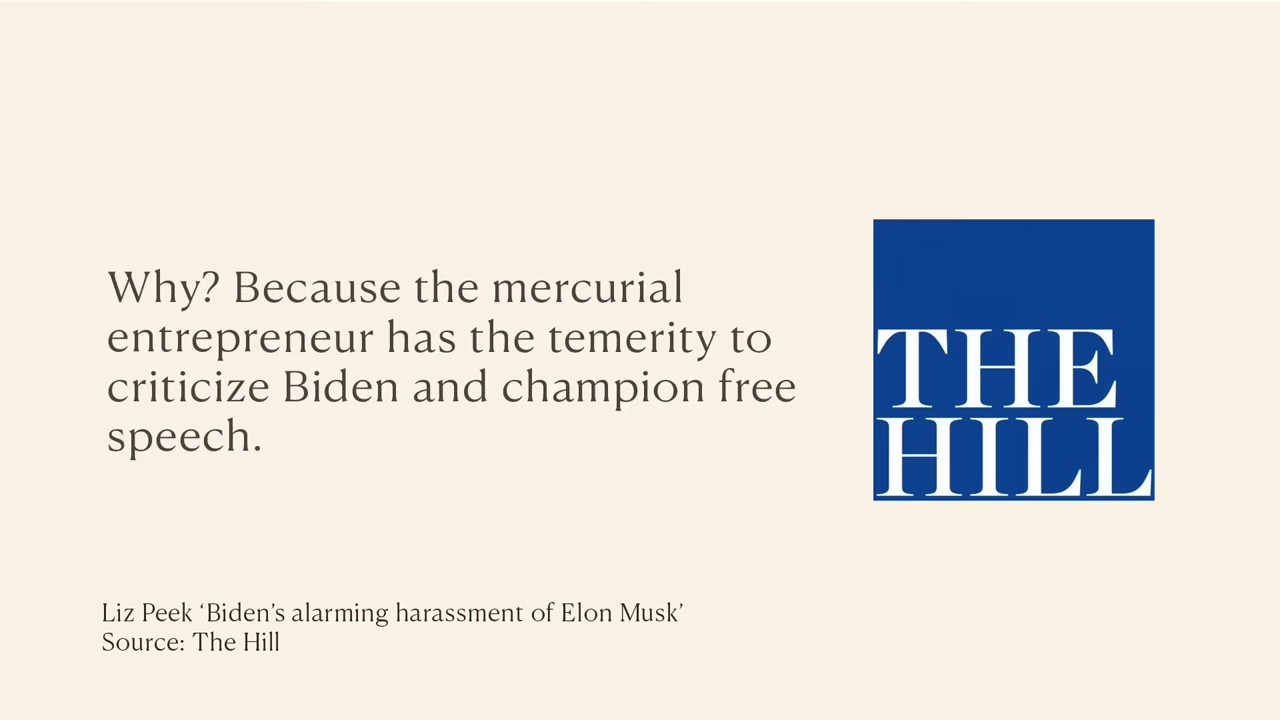 Why? Because the mercurial
entrepreneur has the temerity to
criticize Biden and champion free
speech.
THE
HILL
Liz Peek ‘Biden’s alarming harassment of Elon Musk’
Source: The Hill